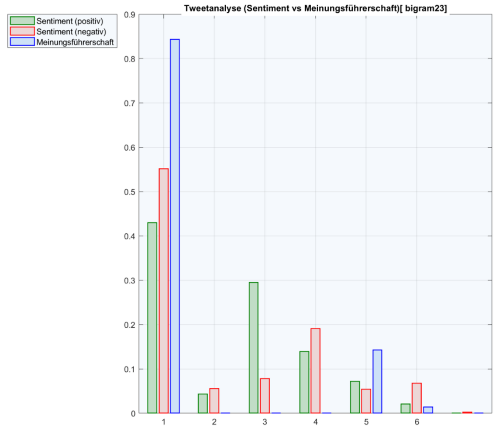 Tweetanalyse (Sentiment vs Meinungsführerschaft)[ bigram23]
Sentiment (positiv)
Sentiment (negativ)
Meinungsführerschaft
0.9
0.8
0.7
0.6
0.5
0.4
0.3
0.2
0.1
0
1 2 3 4 5 6